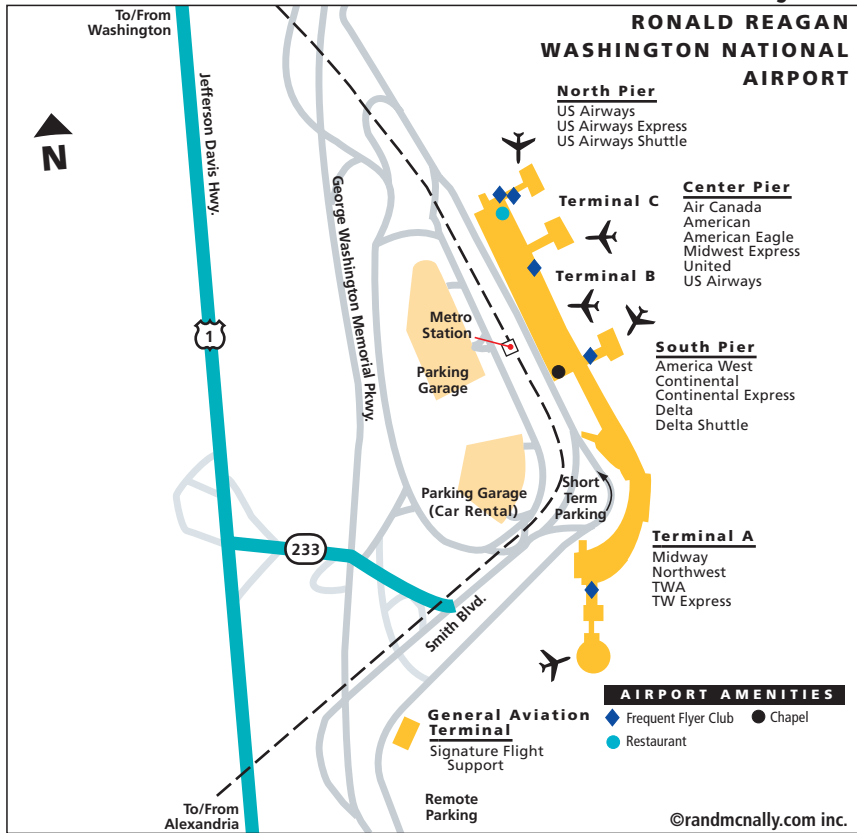 To/From
Washington
RONALD REAGAN
WASHINGTON NATIONAL
AIRPORT
N
Jefferson Davis Hwy.
George Washington Memorial Pkwy.
North Pier
US Airways
US Airways Express
US Airways Shuttle
Terminal C
Center Pier
Air Canada
American
American Eagle
Midwest Express
United
US Airways
Terminal B
1
Metro
Station
Parking
Garage
South Pier
America West
Continental
Continental Express
Delta
Delta Shuttle
Parking Garage
(Car Rental)
Short
Term
Parking
233
Terminal A
Midway
Northwest
TWA
TW Express
Smith Blvd.
General Aviation
Terminal
Signature Flight
Support
AIRPORT AMENITIES
Frequent Flyer Club
Chapel
Restaurant
To/From
Alexandria
Remote
Parking
©randmcnally.com inc.